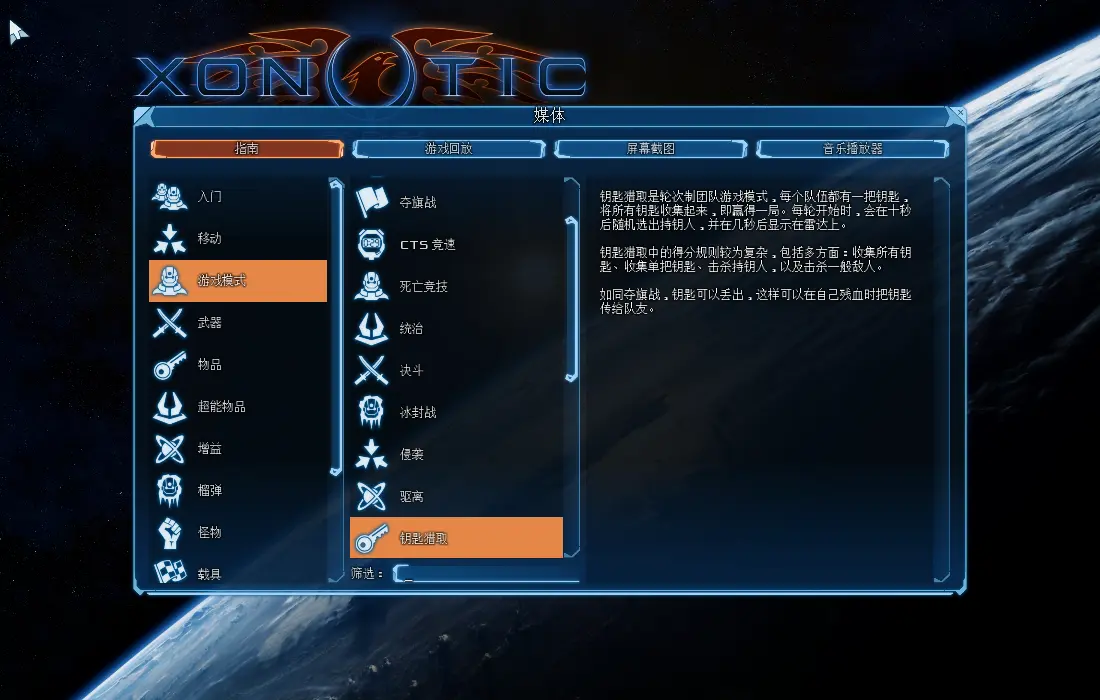 XONOTIC
媒体
指南
游戏回放
屏幕截图
音乐播放器
入门
移动
游戏模式
武器
物品
超能物品
增益
榴弹
怪物
载具
夺旗战
CTS 竞速
死亡竞技
统治
决斗
冰封战
侵袭
驱离
钥匙猎取
筛选：
钥匙猎取是轮次制团队游戏模式，每个队伍都有一把钥匙，
将所有钥匙收集起来，即赢得一局。每轮开始时，会在十秒
后随机选出持钥人，并在几秒后显示在雷达上。
钥匙猎取中的得分规则较为复杂，包括多方面：收集所有钥
匙、收集单把钥匙、击杀持钥人，以及击杀一般敌人。
如同夺旗战，钥匙可以丢出，这样可以在自己残血时把钥匙
传给队友。